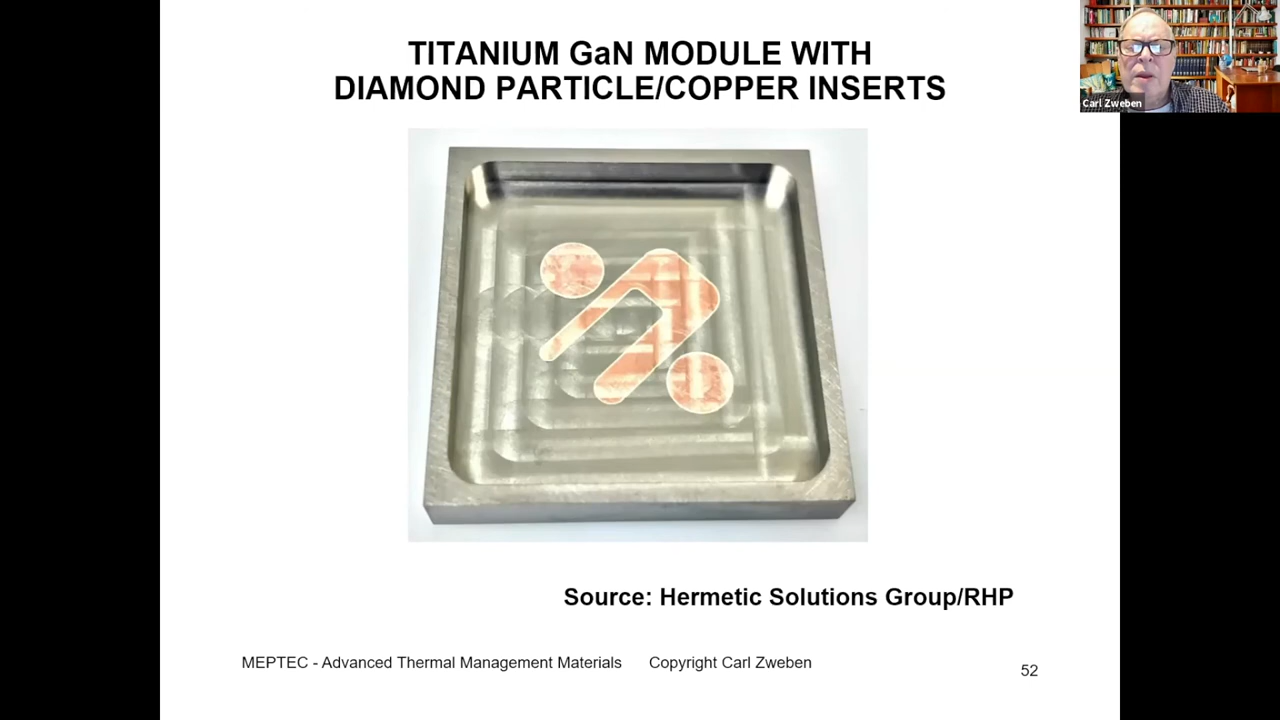 TITANIUM GaN MODULE WITH
DIAMOND PARTICLE/COPPER INSERTS
Carl Zweben
Source: Hermetic Solutions Group/RHP
MEPTEC - Advanced Thermal Management Materials Copyright Carl Zweben
52